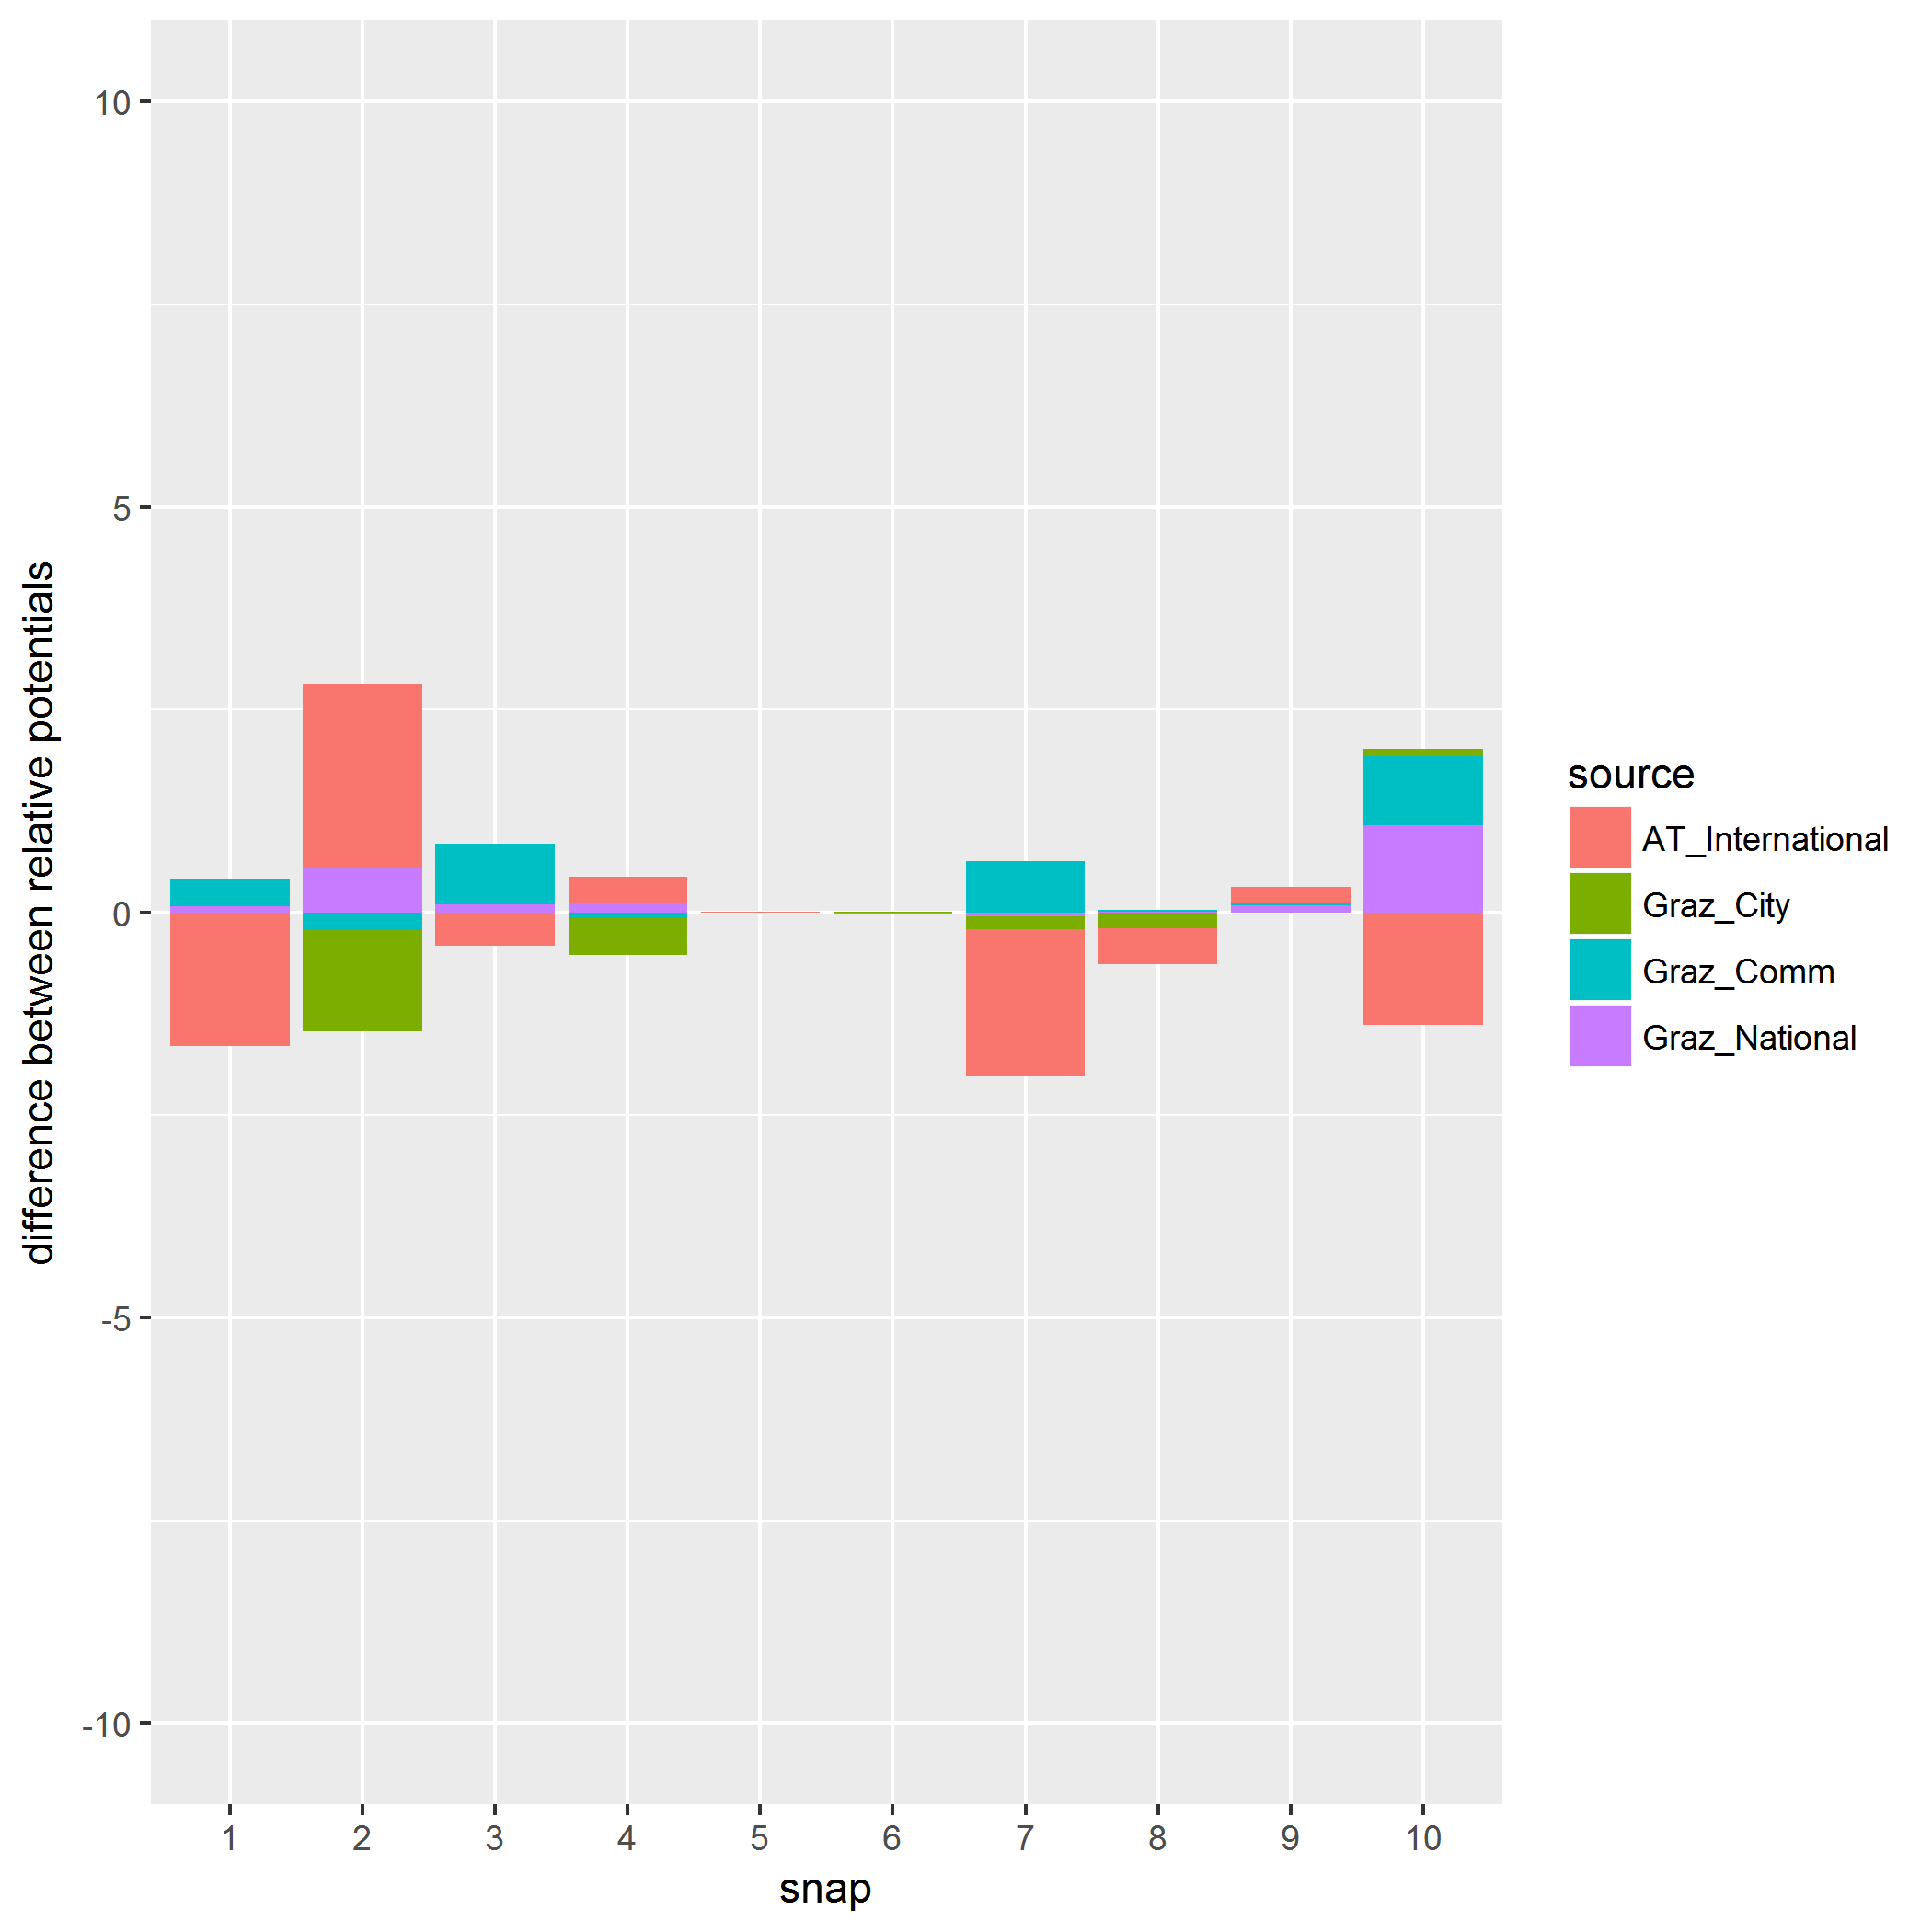 difference between relative potentials
10
5
0
-5
-10
1 2 3 4 5 6 7 8 9 10
snap
source
AT_International
Graz_City
Graz_Comm
Graz_National